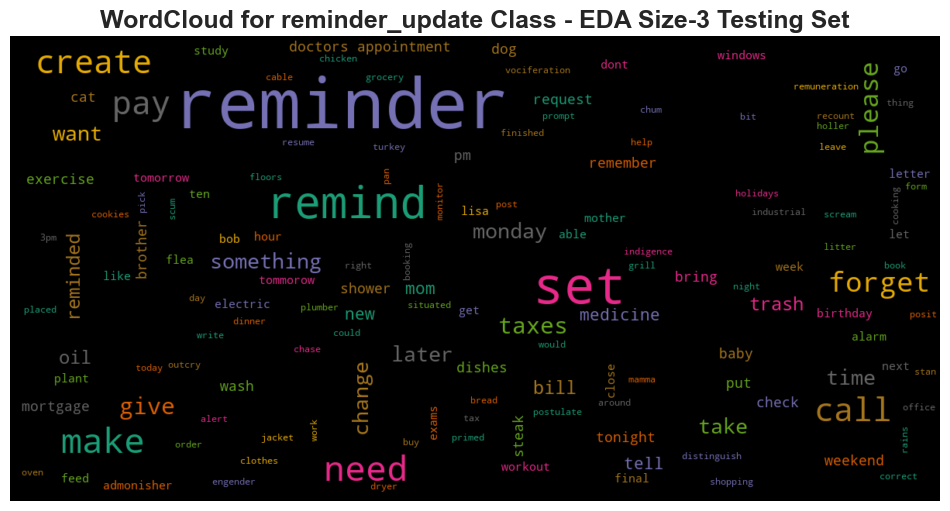 WordCloud for reminder_update Class - EDA Size-3 Testing Set
study
doctors appointment
dog
windows
create
chicken
dont
go
cable
grocery
vociferation
please
cat
pay
reminder
request
remuneration
thing
want
prompt
chum
bit
recount
holler
finished
resume
turkey
help
leave
pm
remember
exercise
tomorrow
floors
pan
letter
ten
remind
monitor
holidays
form
cookies
pick
scum
lisa
post
mother
industrial
scream
cooking
3pm
reminded
brother
bob
hour
monday
able
let
something
right
booking
indigence
litter
like
flea
tommorow
grill
bring
week
book
day
shower
mom
set
night
forget
placed
electric
plumber
situated
get
medicine
trash
birthday
posit
dinner
new
taxes
write
could
would
alarm
oil
chase
later
baby
plant
today
outcry
dishes
close
next
stan
wash
change
bill
mamma
put
time
mortgage
give
bread
around
check
call
office
alert
tax
postulate
make
jacket
work
exams
primed
steak
tonight
take
rains
order
buy
clothes
need
workout
tell
distinguish
weekend
oven
feed
admonisher
engender
dryer
final
shopping
correct